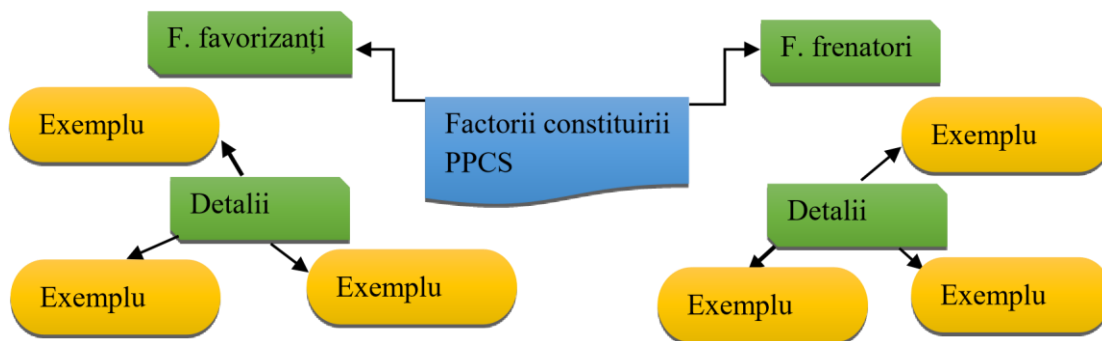 F. favorizanți
F. frenatori
Factorii constituirii
PPCS
Exemplu
Exemplu
Detalii
Detalii
Exemplu
Exemplu
Exemplu
Exemplu